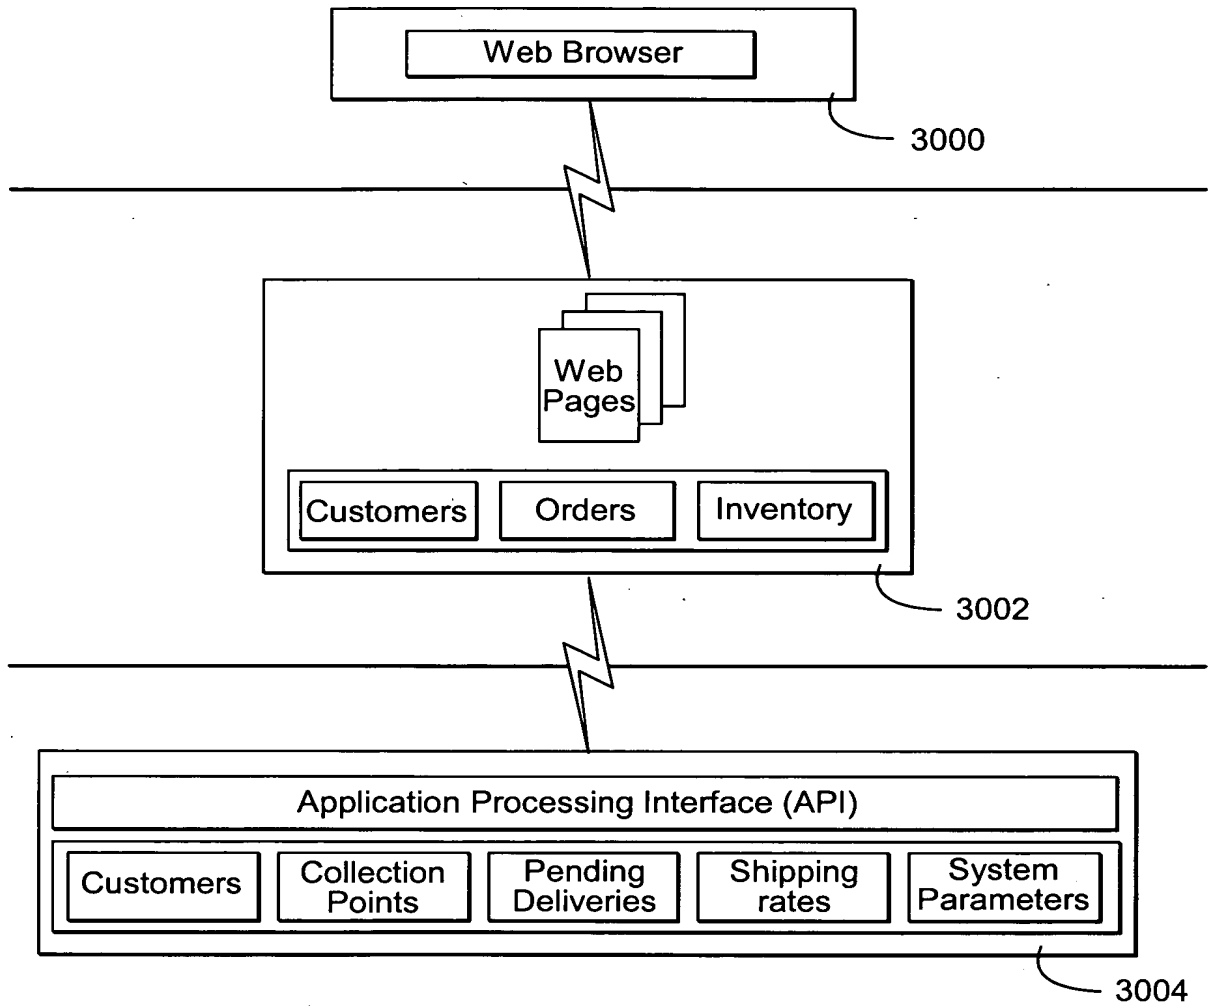 Web Browser
3000
Web
Pages
Customers
Orders
Inventory
3002
Application Processing Interface (API)
Customers
Collection
Points
Pending
Deliveries
Shipping
rates
System
Parameters
3004